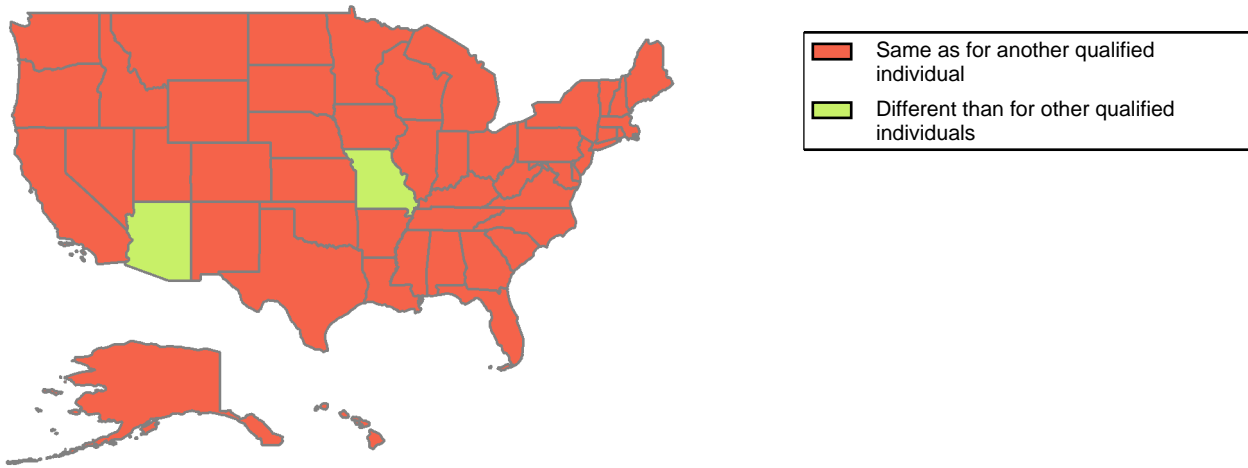 Same as for another qualified
individual
Different than for other qualified
individuals